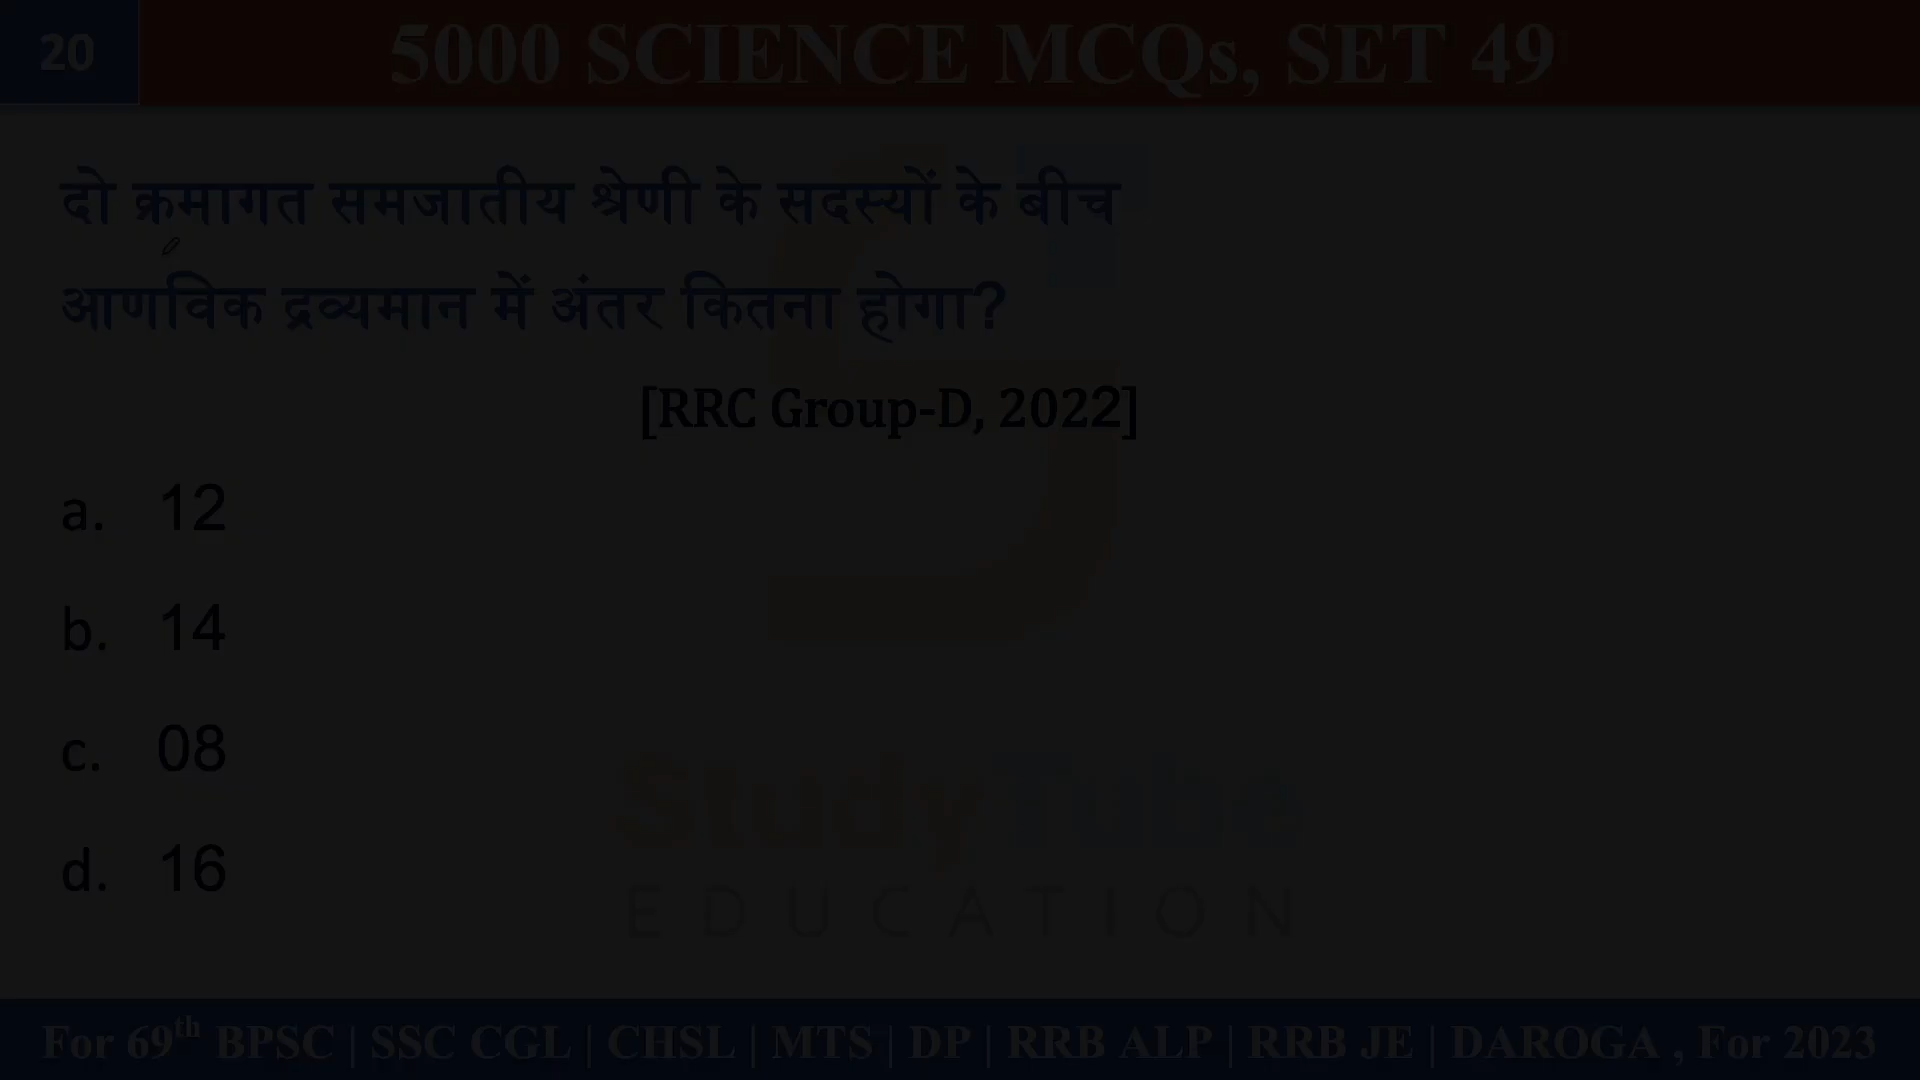 20
5000 SCIENCE MCQs, SET 49
दो क्रमागत समजातीय श्रेणी के सदस्यों के बीच
आणविक द्रव्यमान में अंतर कितना होगा?
[RRC Group-D, 2022]
a. 12
b. 14
c. 08
d. 16
StudyTube
EDUCATION
For 69th BPSC | SSC CGL | CHSL | MTS | DP | RRB ALP | RRB JE | DAROGA , For 2023